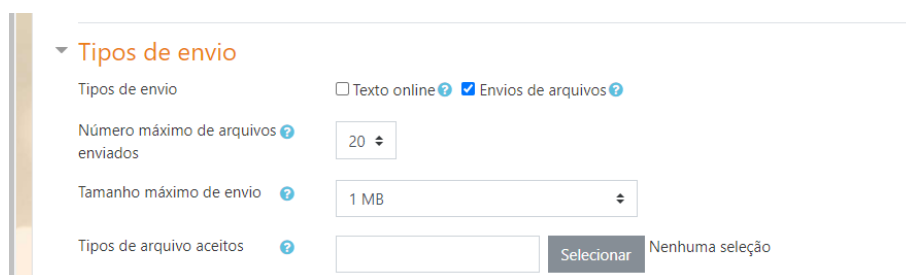 Tipos de envio
Tipos de envio Texto online Envios de arquivos
Número máximo de arquivos
enviados
20
Tamanho máximo de envio 1 MB
Tipos de arquivo aceitos Selecionar Nenhuma seleção